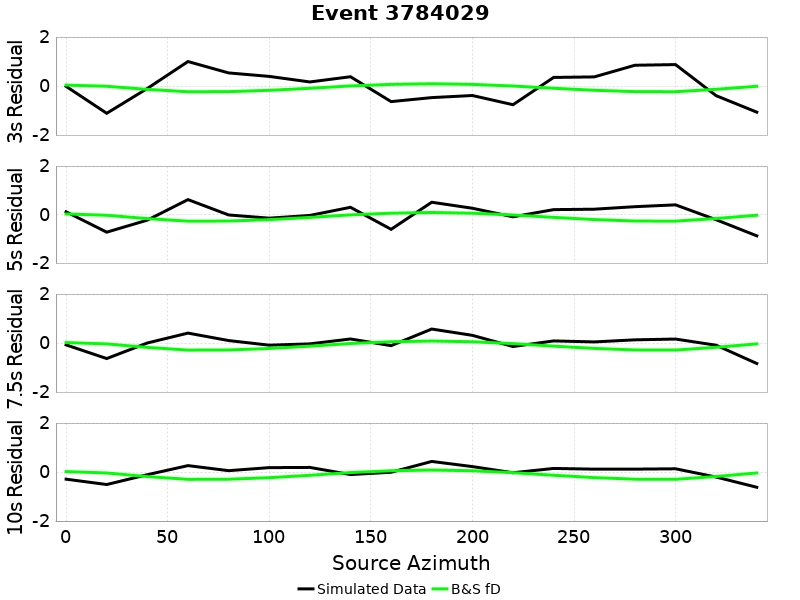 Event 3784029
3s Residual
2
0
-2
5s Residual
2
0
-2
7.5s Residual
2
0
-2
10s Residual
2
0
-2
0 50 100 150 200 250 300
Source Azimuth
Simulated Data B&S fD